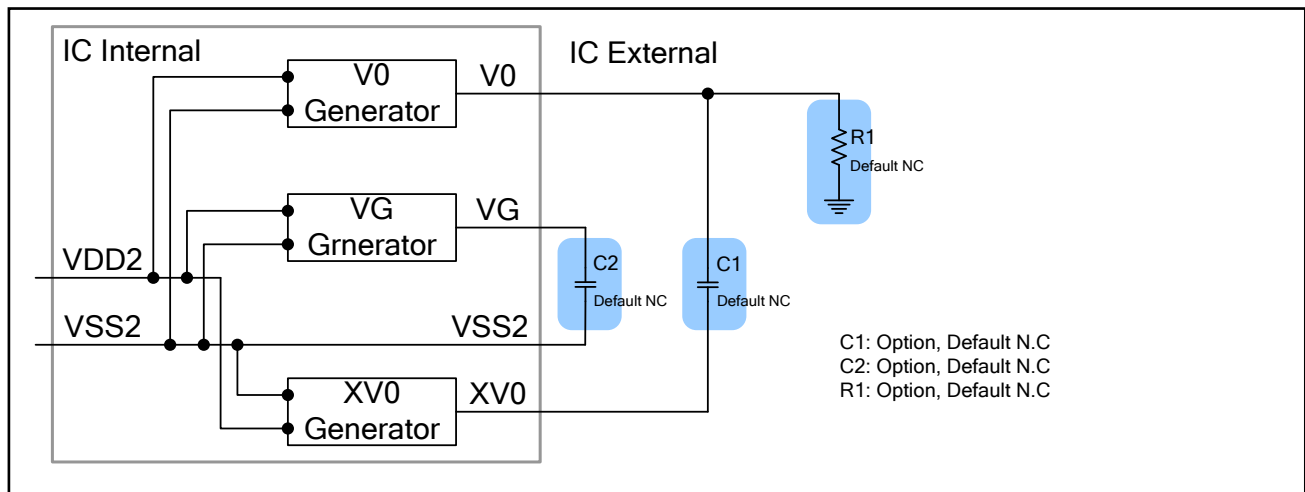 IC Internal
IC External
V0
Generator
V0
R1
Default NC
VG
Grnerator
VG
VDD2
C2
Default NC
C1
Default NC
VSS2
VSS2
XV0
Generator
XV0
C1: Option, Default N.C
C2: Option, Default N.C
R1: Option, Default N.C